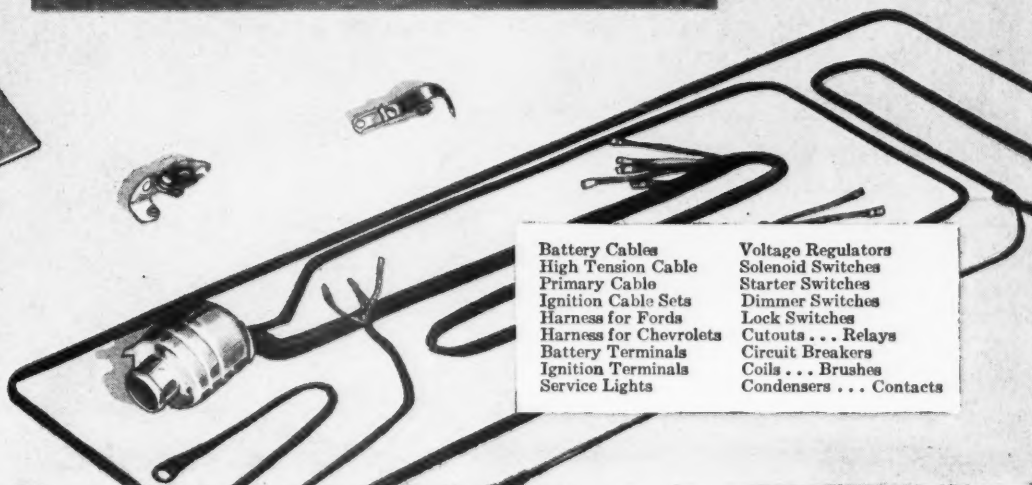 Battery Cables
High Tension Cable
Primary Cable
Ignition Cable Sets
Harness for Fords
Harness for Chevrolets
Battery Terminals
Ignition Terminals
Service Lights
Voltage Regulators
Solenoid Switches
Starter Switches
Dimmer Switches
Lock Switches
Cutouts ... Relays
Circuit Breakers
Coils ... Brushes
Condensers ... Contacts